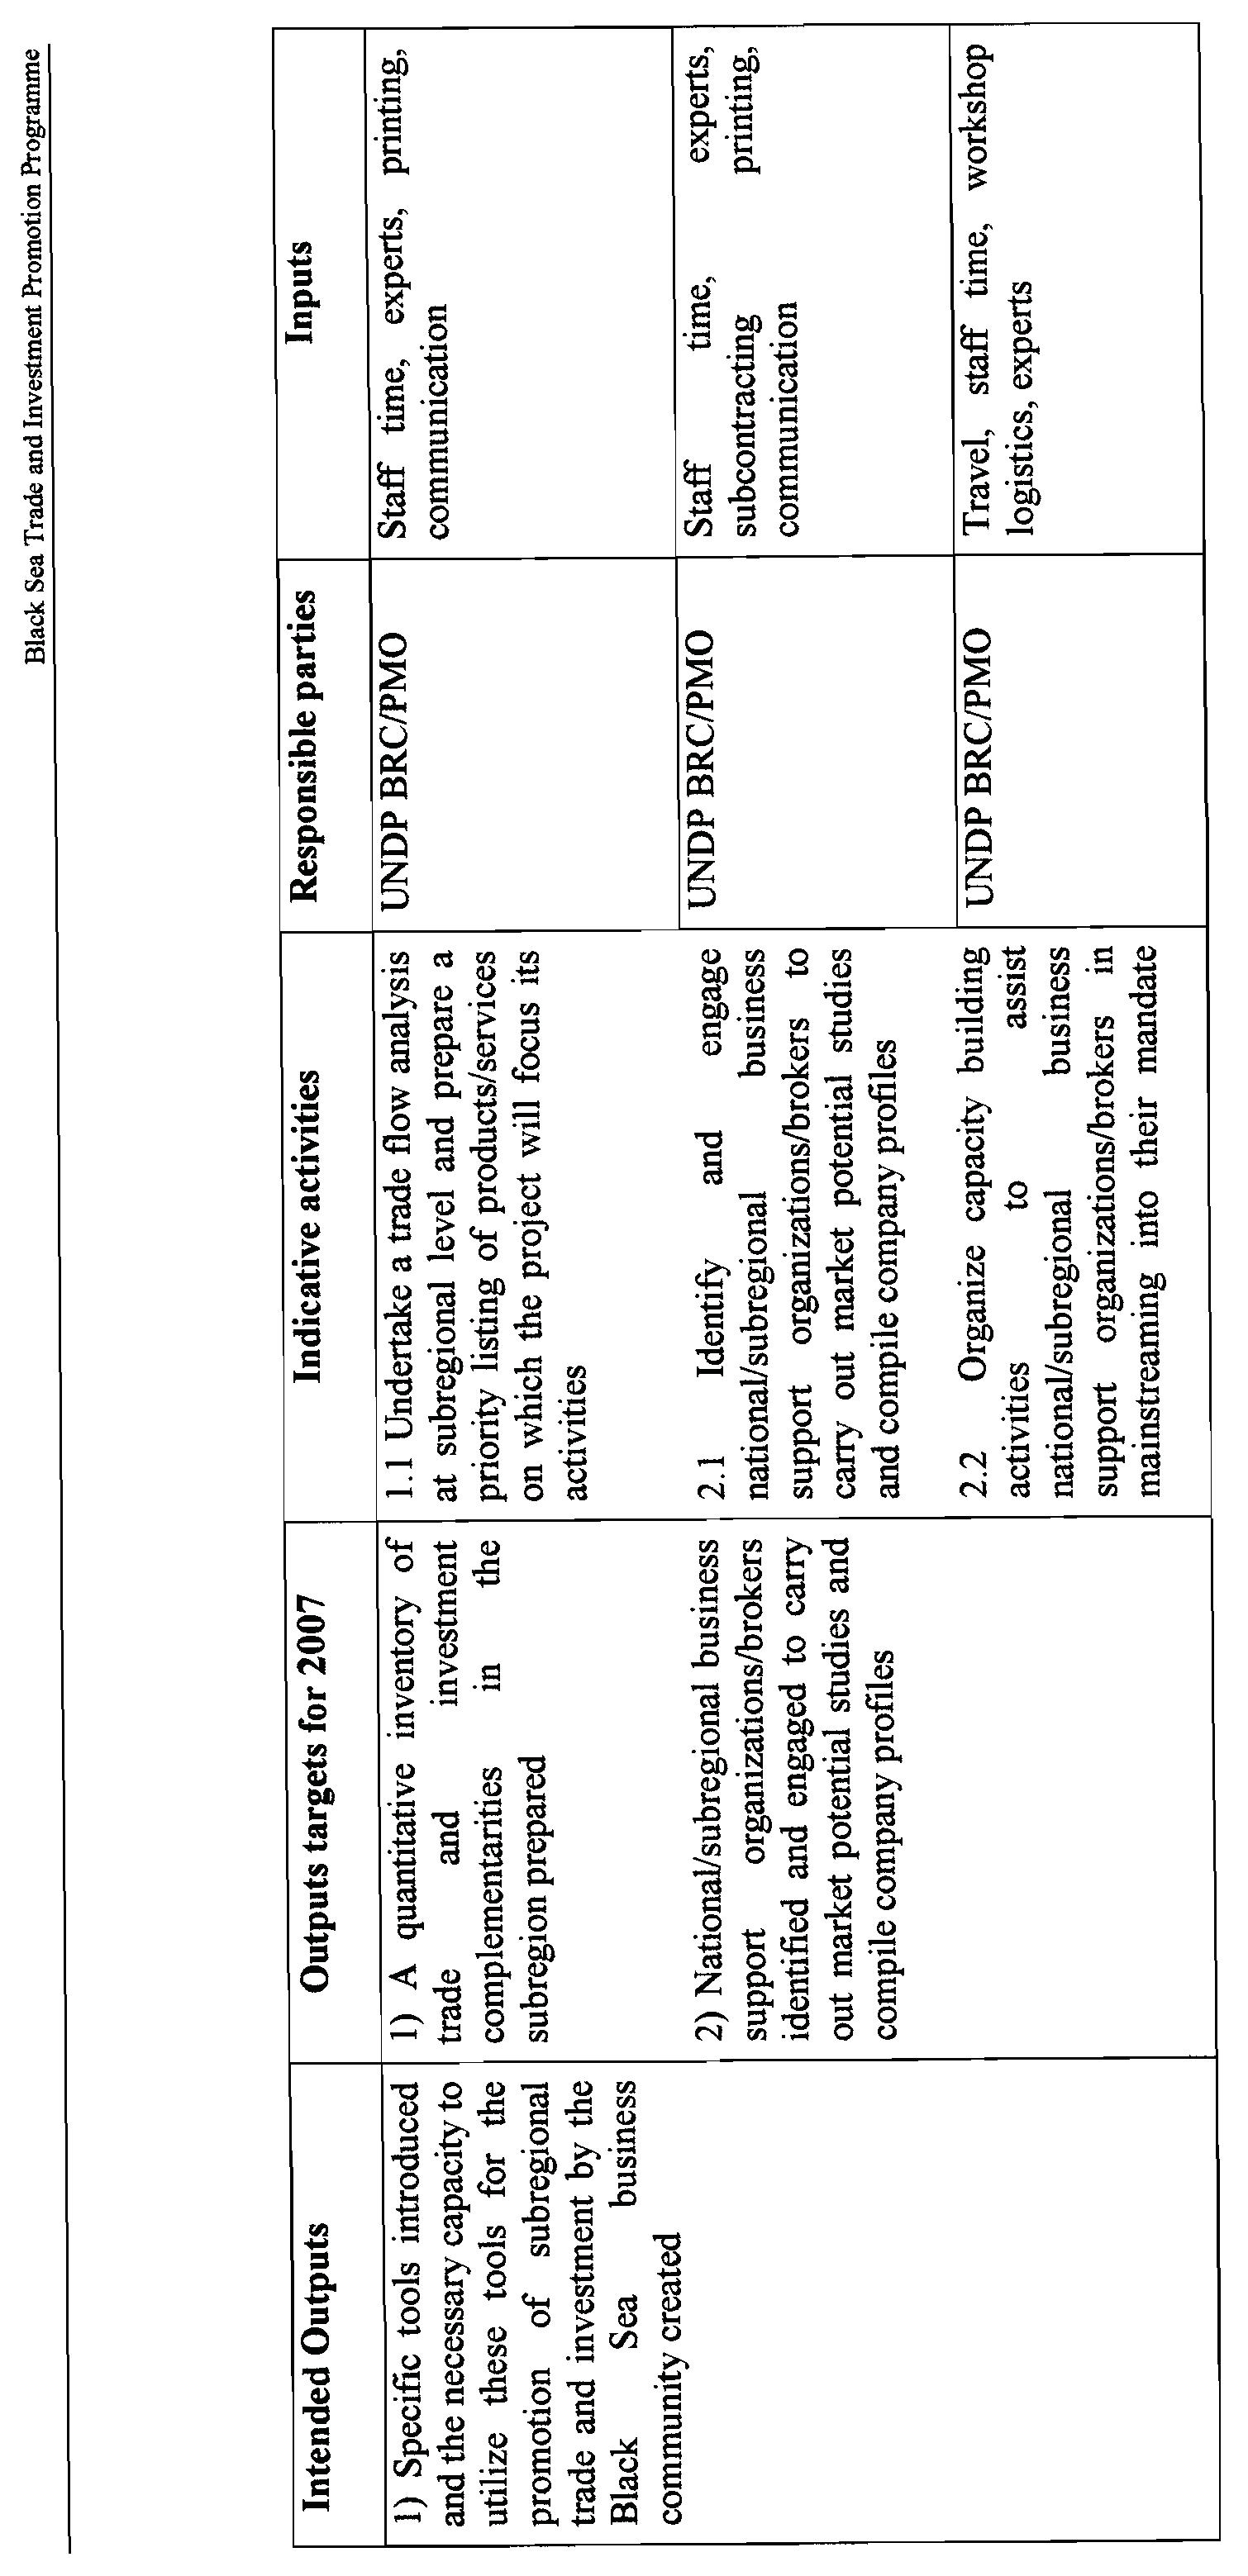 Black Sea Trade and Investment Promotion Programme
Intended Outputs
Outputs targets for 2007
Indicative activities
Responsible parties
Inputs
1) Specific tools introduced
and the necessary capacity to
utilize these tools for the
promotion of subregional
trade and investment by the
Black Sea business
community created
1) A quantitative inventory of
trade and investment
complementarities in the
subregion prepared
1.1 Undertake a trade flow analysis
at subregional level and prepare a
priority listing of products/services
on which the project will focus its
activities
UNDP BRC/PMO
Staff time, experts, printing,
communication
2) National/subregional business
support organizations/brokers
identified and engaged to carry
out market potential studies and
compile company profiles
2.1 Identify and engage
national/subregional business
support organizations/brokers to
carry out market potential studies
and compile company profiles
UNDP BRC/PMO
Staff time, experts,
subcontracting printing,
communication
2.2 Organize capacity building
activities to assist
national/subregional business
support organizations/brokers in
mainstreaming into their mandate
UNDP BRC/PMO
Travel, staff time, workshop
logistics, experts